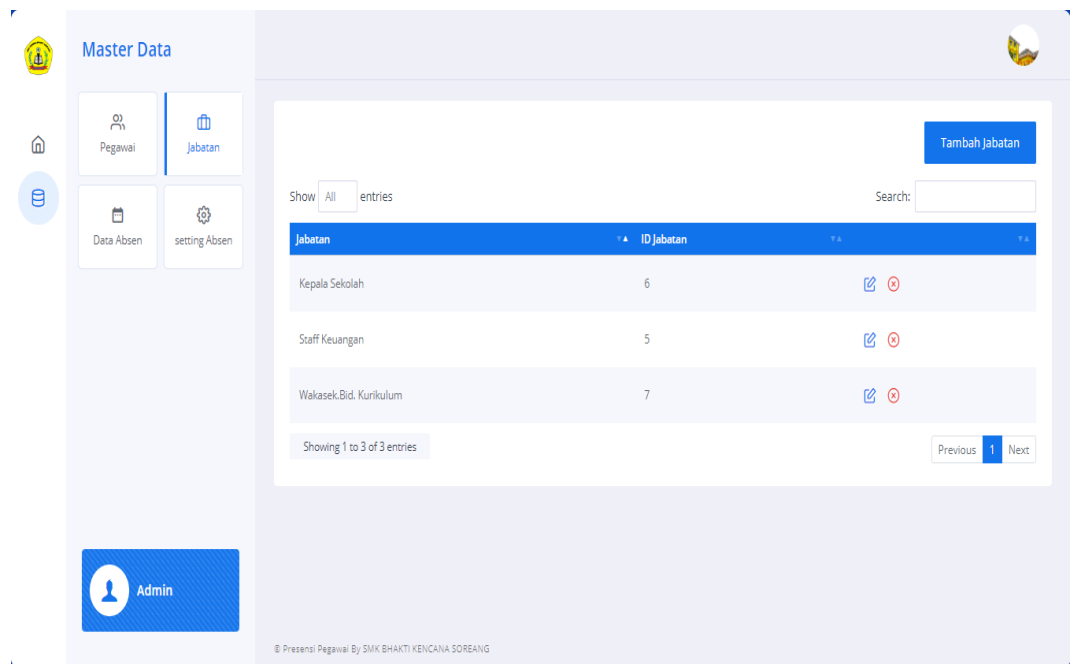 Master Data
Pegawai
Jabatan
Data Absen
setting Absen
Admin
Tambah Jabatan
Show All entries
Search:
Jabatan ID Jabatan
Kepala Sekolah 6
Staff Keuangan 5
Wakasek.Bid. Kurikulum 7
Showing 1 to 3 of 3 entries
Previous 1 Next
© Presensi Pegawai By SMK BHAKTI KENCANA SOREANG